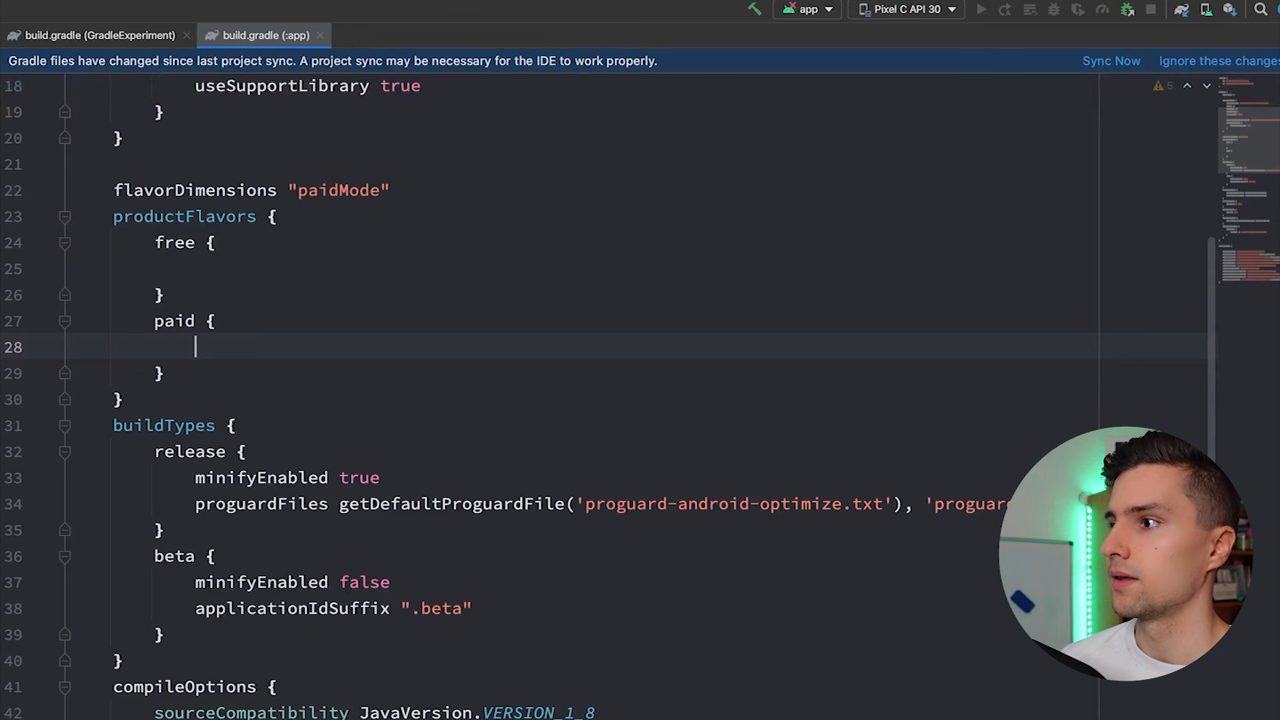 app
Pixel C API 30
build.gradle (GradleExperiment)
build.gradle (:app)
Gradle files have changed since last project sync. A project sync may be necessary for the IDE to work properly.
Sync Now
Ignore these changes
18 useSupportLibrary true
5
19 }
20 }
21
22 flavorDimensions "paidMode"
23 productFlavors {
24 free {
25
26 }
27 paid {
28
29 }
30 }
31 buildTypes {
32 release {
33 minifyEnabled true
34 proguardFiles getDefaultProguardFile('proguard-android-optimize.txt'), 'proguar
35 }
36 beta {
37 minifyEnabled false
38 applicationIdSuffix ".beta"
39 }
40 }
41 compileOptions {
42 sourceCompatibility JavaVersion.VERSION_1_8